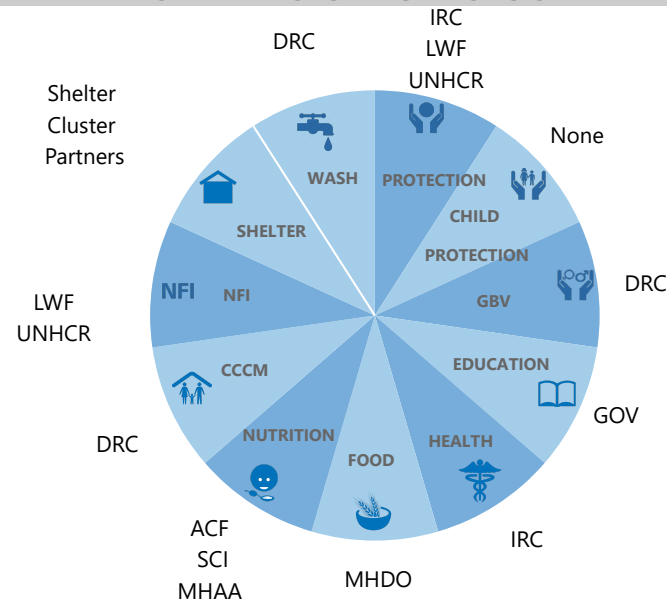 DRC
IRC
LWF
UNHCR
Shelter
Cluster
Partners
None
WASH
PROTECTION
CHILD
PROTECTION
SHELTER
DRC
NFI
NFI
GBV
LWF
UNHCR
EDUCATION
CCCM
GOV
DRC
NUTRITION
HEALTH
FOOD
ACF
SCI
MHAA
IRC
MHDO